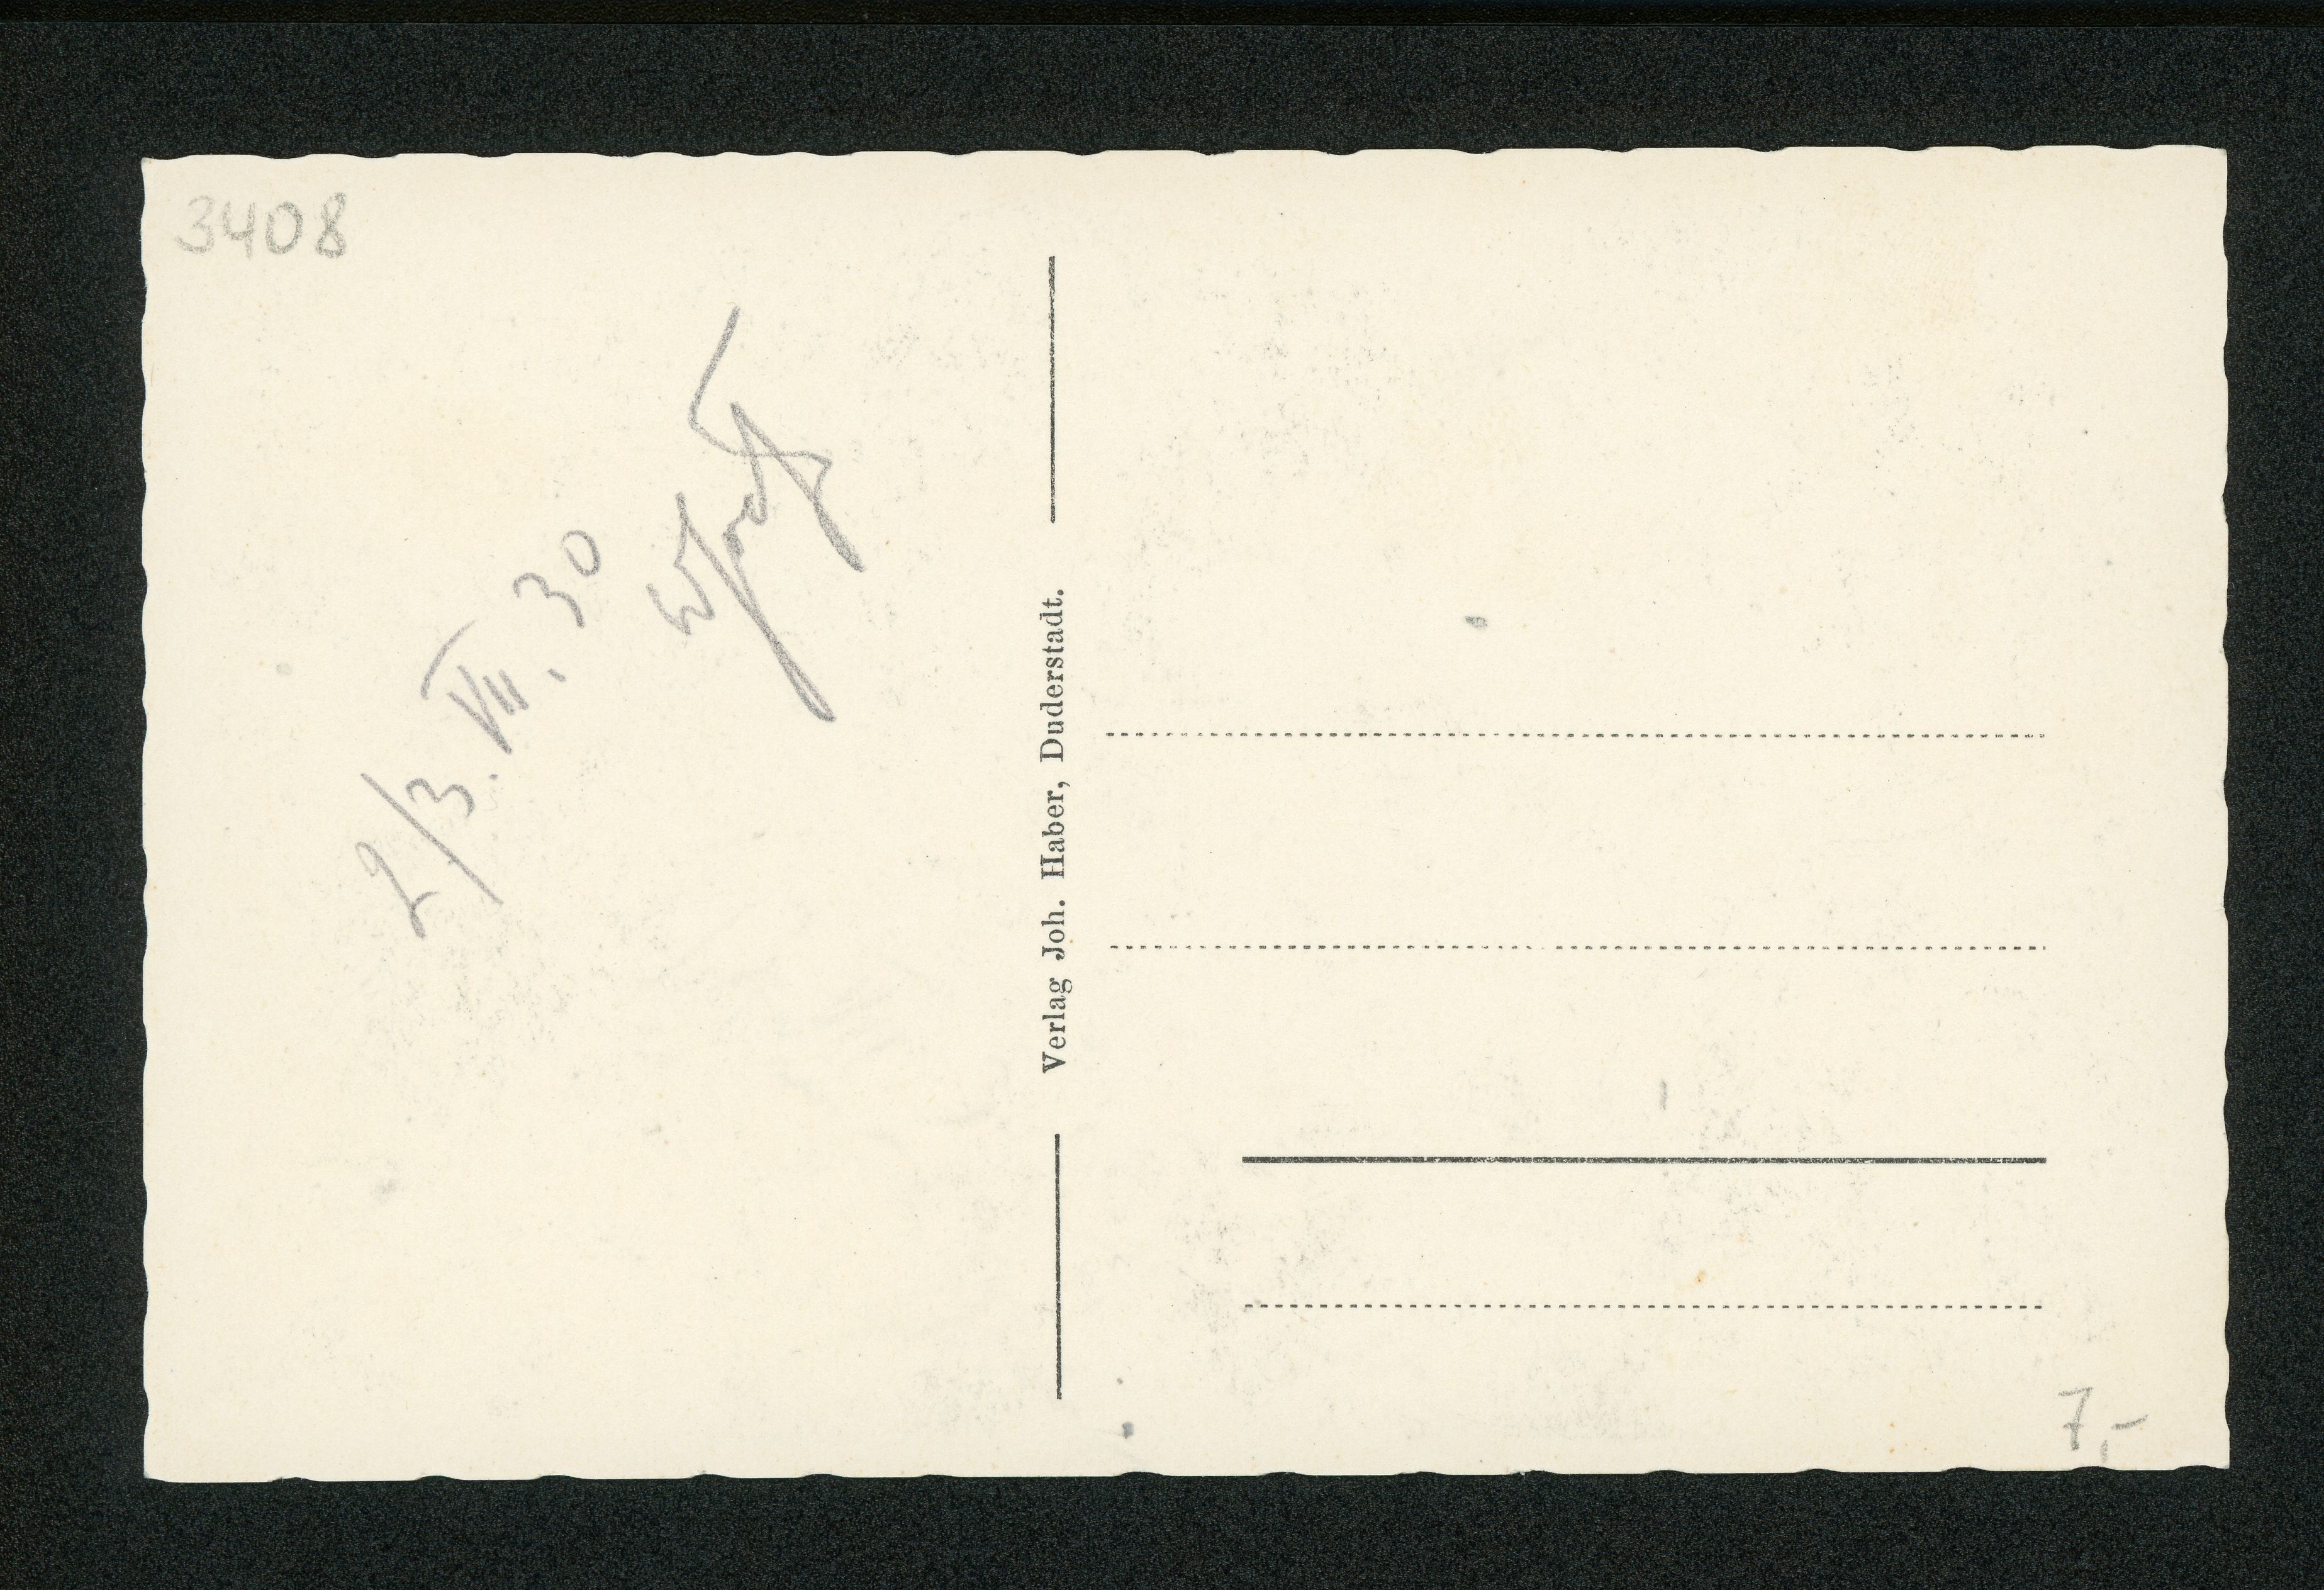 3408
2/3. VII. 30
Verlag Joh. Haber, Duderstadt.
7,-